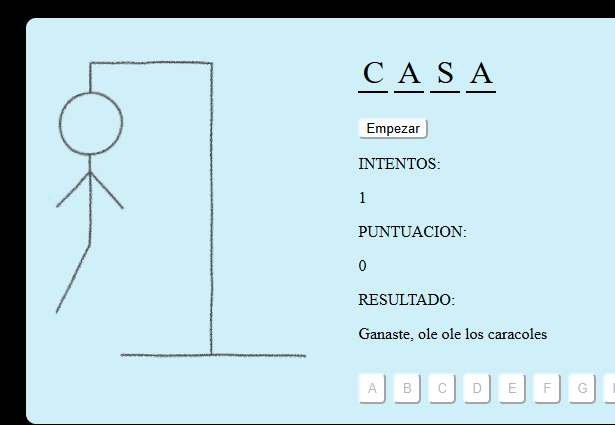 C A S A
Empezar
INTENTOS:
1
PUNTUACION:
0
RESULTADO:
Ganaste, ole ole los caracoles
A B C D E F G